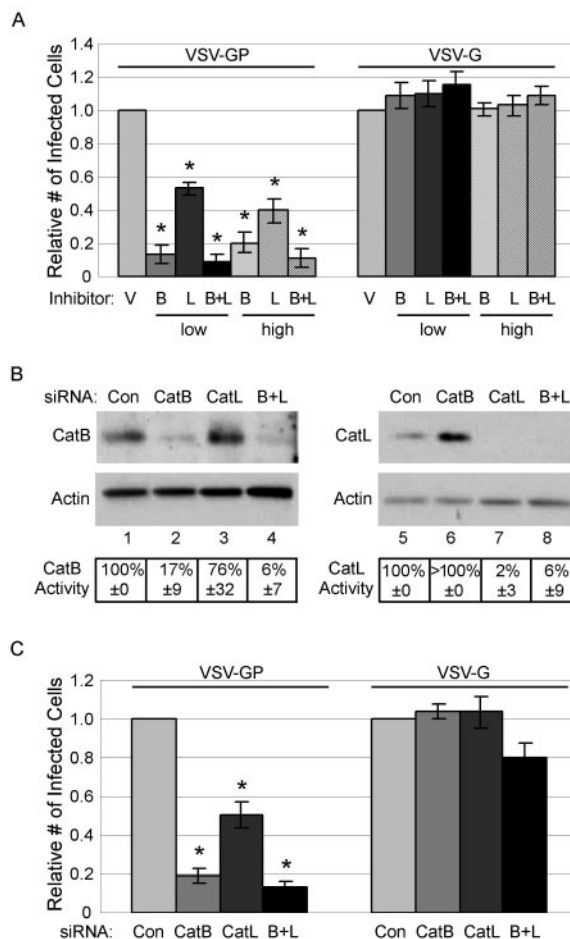 A
VSV-GP VSV-G
Relative # of Infected Cells
1.4
1.2
1.0
0.8
0.6
0.4
0.2
0
* * * * * *
Inhibitor: V B L B+L B L B+L V B L B+L B L B+L
low high low high
B
siRNA: Con CatB CatL B+L Con CatB CatL B+L
CatB CatL
Actin Actin
1 2 3 4 5 6 7 8
CatB Activity 100% ±0 17% ±9 76% ±32 6% ±7
CatL Activity 100% ±0 >100% ±0 2% ±3 6% ±9
C
VSV-GP VSV-G
Relative # of Infected Cells
1.2
1.0
0.8
0.6
0.4
0.2
0
* * *
siRNA: Con CatB CatL B+L Con CatB CatL B+L